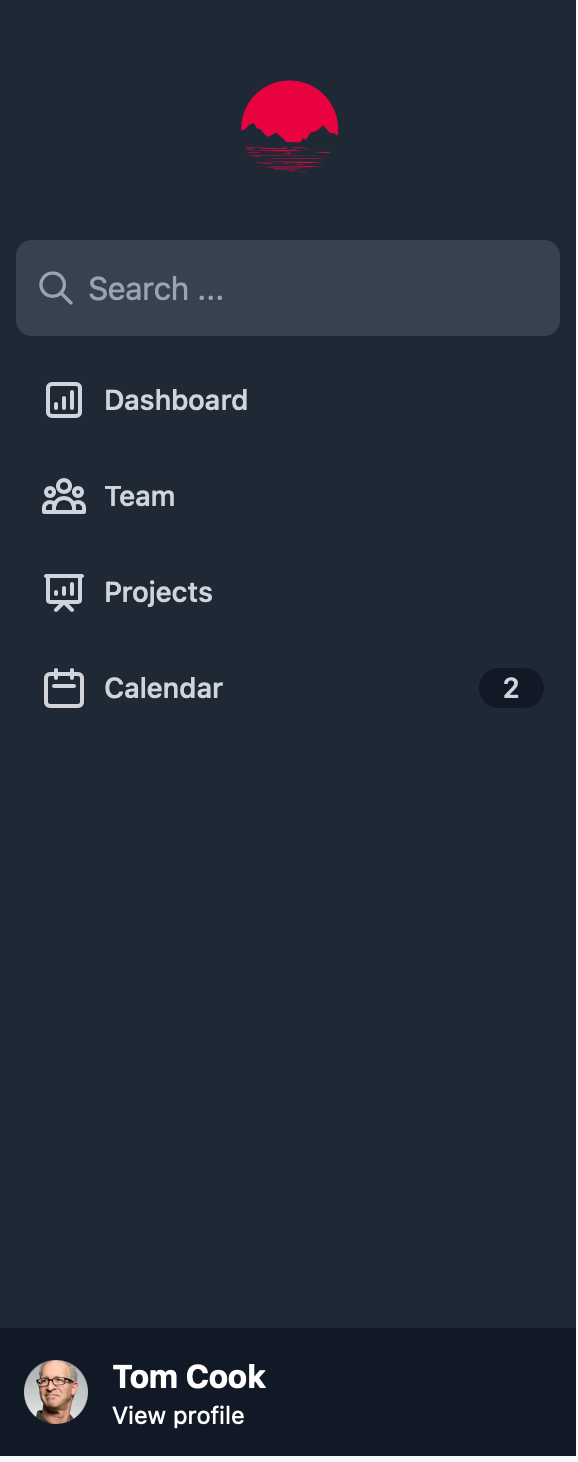 Search ...
Dashboard
Team
Projects
Calendar
2
Tom Cook
View profile